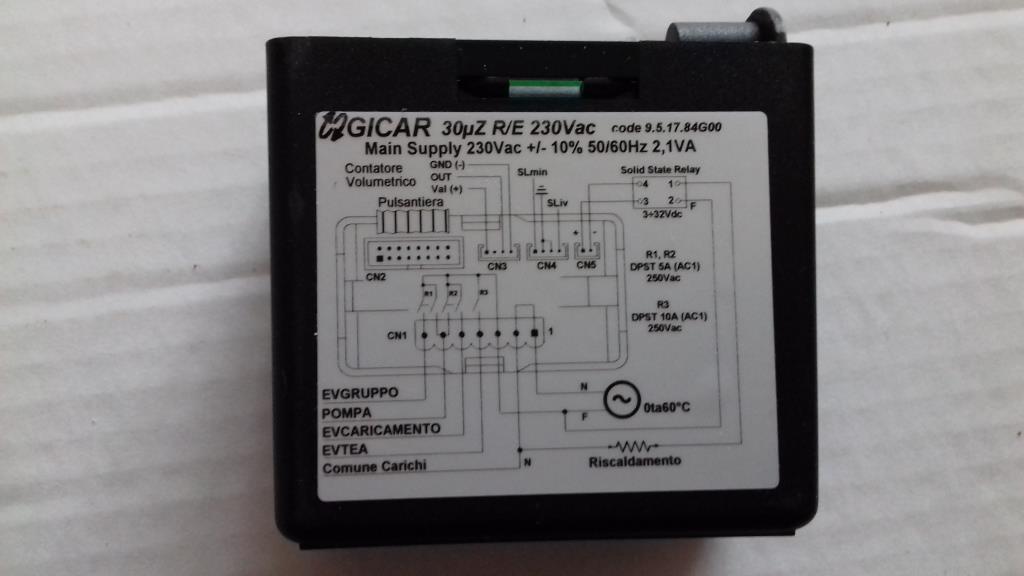 GICAR 30µZ R/E 230Vac code 9.5.17.84G00
Main Supply 230Vac +/- 10% 50/60Hz 2,1VA
Contatore
Volumetrico
GND (-)
OUT
Val (+)
SLmin
SLiv
Solid State Relay
4 1
3 2
F
3÷32Vdc
Pulsantiera
+ -
CN2
CN3
CN4
CN5
R1, R2
DPST 5A (AC1)
250Vac
R3
DPST 10A (AC1)
250Vac
R1
R2
R3
CN1
1
EVGRUPPO
POMPA
EVCARICAMENTO
EVTEA
Comune Carichi
N
F
0ta60°C
N
Riscaldamento